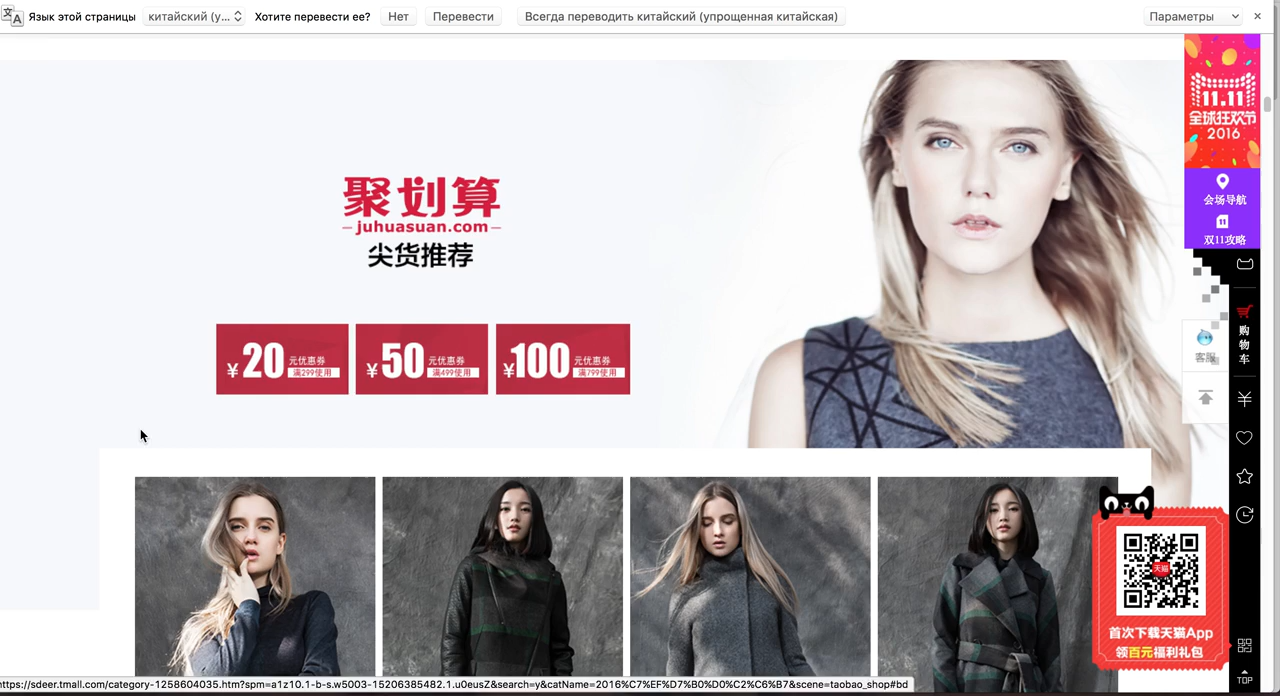 文
A
Язык этой страницы
китайский (у...
Хотите перевести ее?
Нет
Перевести
Всегда переводить китайский (упрощенная китайская)
Параметры
×
11.11
全球狂欢节
2016
会场导航
11
双11攻略
聚划算
juhuasuan.com
尖货推荐
¥20 元优惠券
满299使用
¥50 元优惠券
满499使用
¥100 元优惠券
满799使用
客服
购
物
车
天猫
首次下载天猫App
领百元福利礼包
TOP
https://sdeer.tmall.com/category-1258604035.htm?spm=a1z10.1-b-s.w5003-15206385482.1.u0eusZ&search=y&catName=2016%C7%EF%D7%B0%D0%C2%C6%B7&scene=taobao_shop#bd